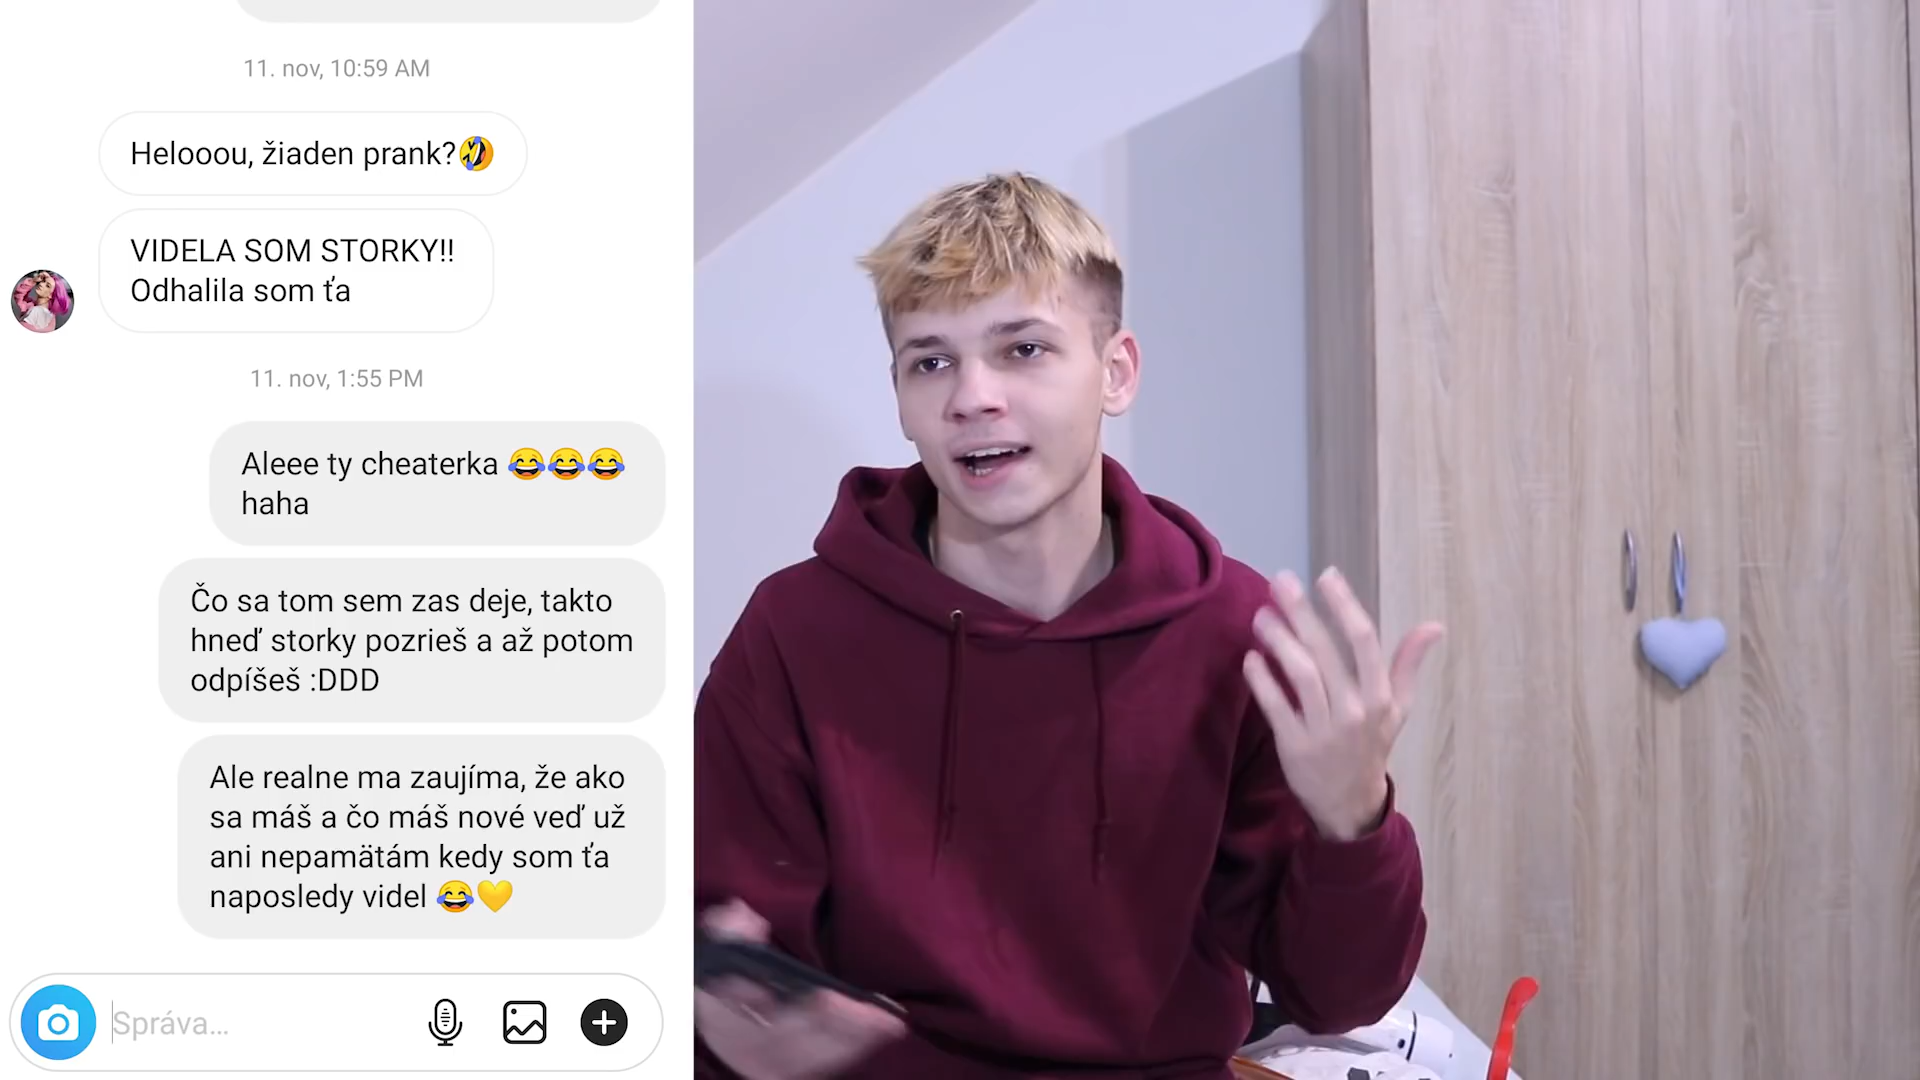 11. nov, 10:59 AM
Helooou, žiaden prank?🤣
VIDELA SOM STORKY!!
Odhalila som ťa
11. nov, 1:55 PM
Aleee ty cheaterka 😂😂😂
haha
Čo sa tom sem zas deje, takto
hneď storky pozrieš a až potom
odpíšeš :DDD
Ale realne ma zaujíma, že ako
sa máš a čo máš nové veď už
ani nepamätám kedy som ťa
naposledy videl 😂💛
Správa...